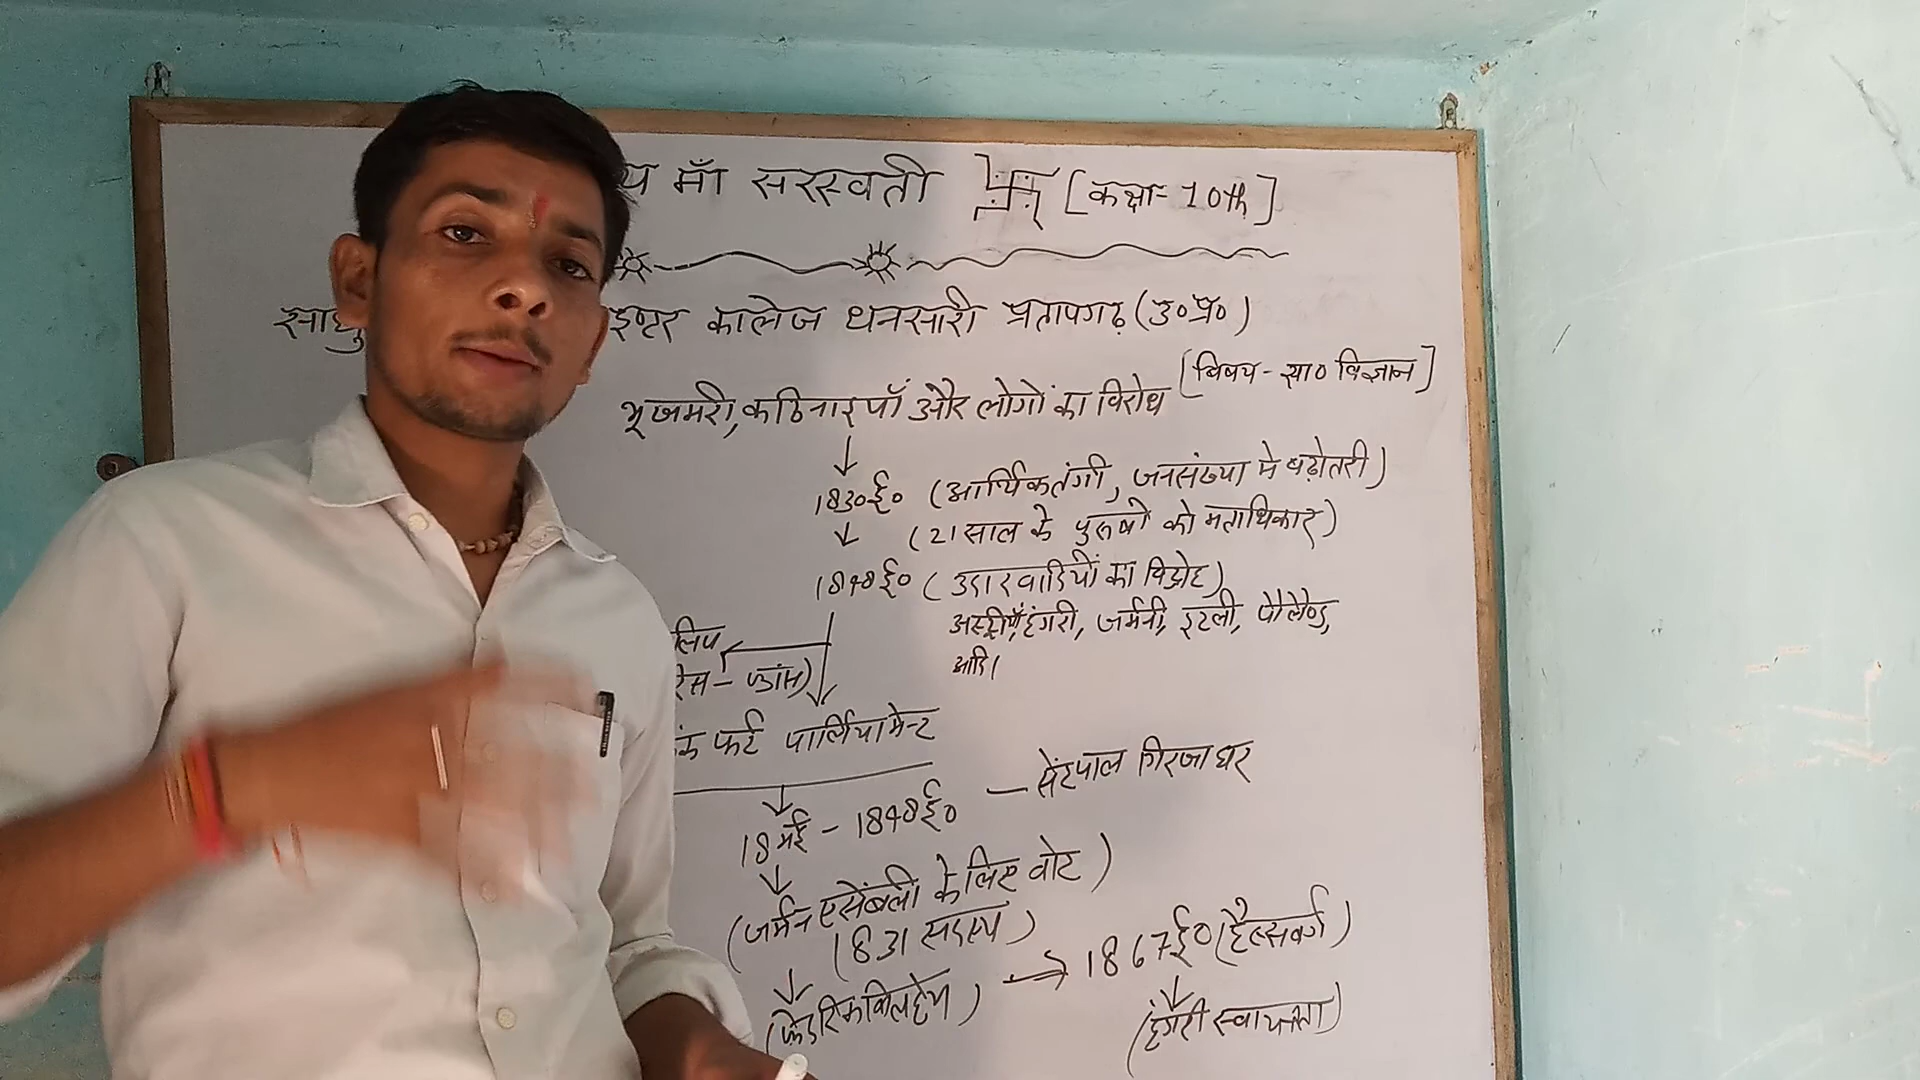 य माँ सरस्वती [कक्षा- 10th]
साधु इण्टर कालेज धनसारी प्रतापगढ़ (उ०प्र०)
[विषय - सा० विज्ञान]
भूखमरी, कठिनाइयाँ और लोगों का विरोध
1830ई० (आर्थिक तंगी, जनसंख्या मे बढ़ोतरी)
(21 साल के पुरुषो को मताधिकार)
1848ई० (उदारवादियों का विद्रोह)
हंगरी, जर्मनी, इटली, पौलेण्ड,
आदि।
लिप
रिस - फ्रांस)
क फर्ट पार्लियामेन्ट
18 मई - 1848ई० - सेंटपाल गिरजाघर
(जर्मन एसेंबली के लिए वोट)
(831 सदस्य)
(फ्रेडरिक विलहेम) → 1867ई० (हैब्सबर्ग)
(हंगरी स्वायत्तता)